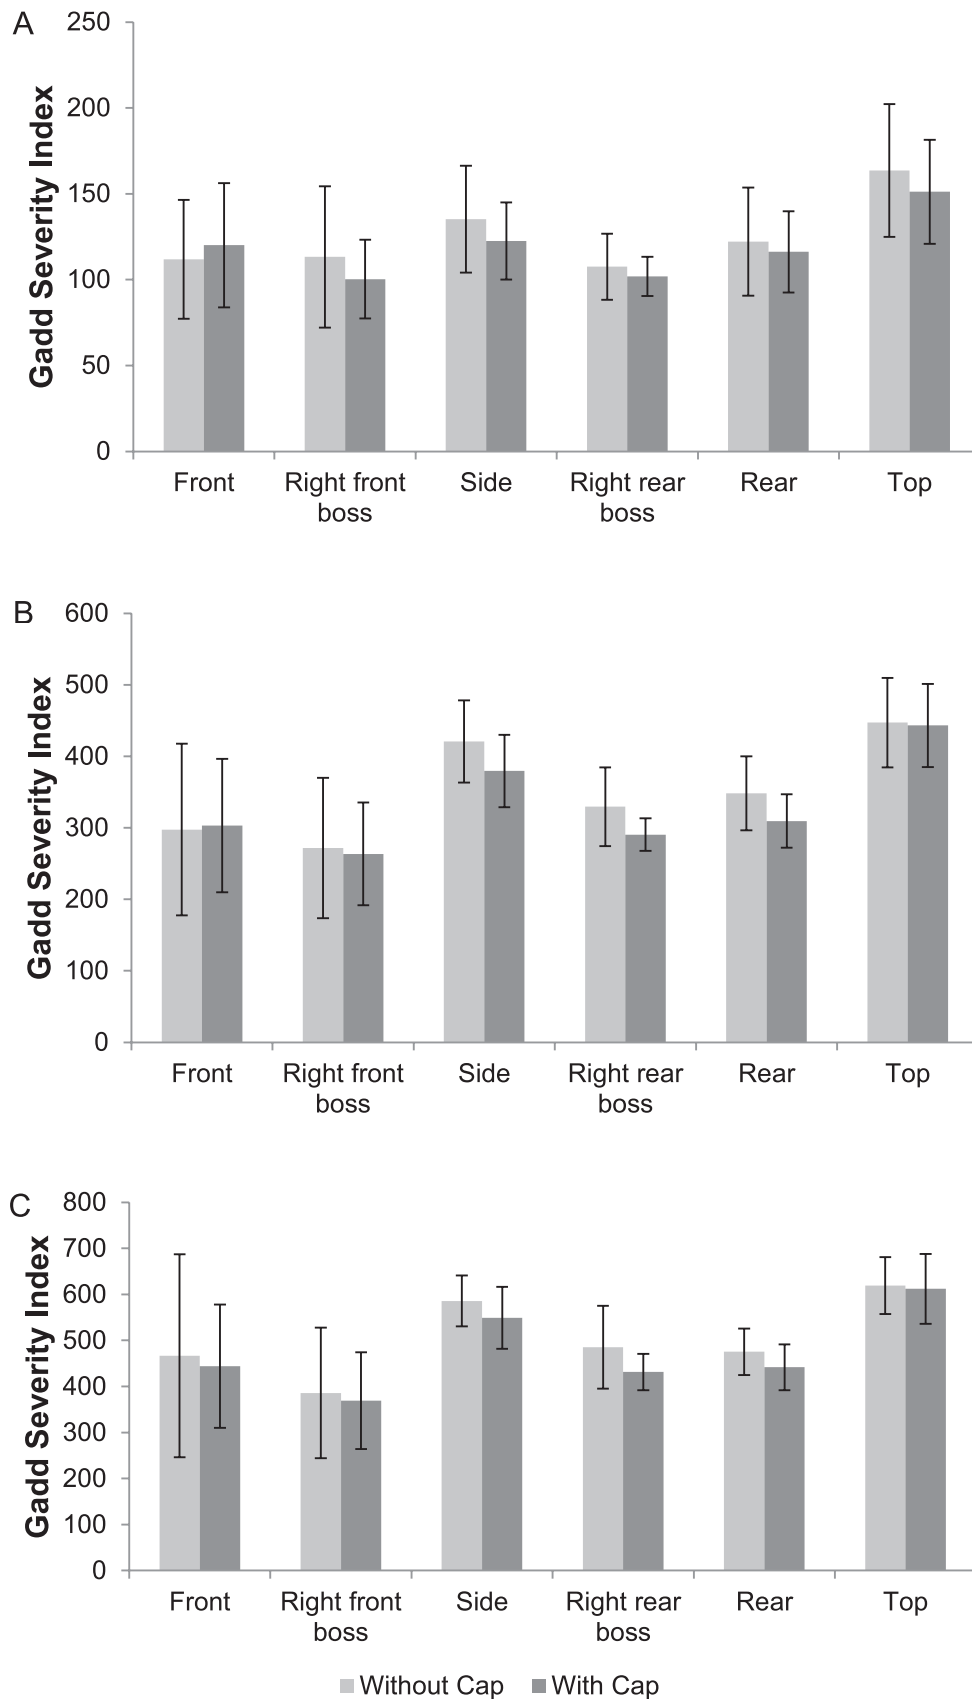 A
Gadd Severity Index
250
200
150
100
50
0
Front
Right front
boss
Side
Right rear
boss
Rear
Top
B
Gadd Severity Index
600
500
400
300
200
100
0
Front
Right front
boss
Side
Right rear
boss
Rear
Top
C
Gadd Severity Index
800
700
600
500
400
300
200
100
0
Front
Right front
boss
Side
Right rear
boss
Rear
Top
Without Cap
With Cap